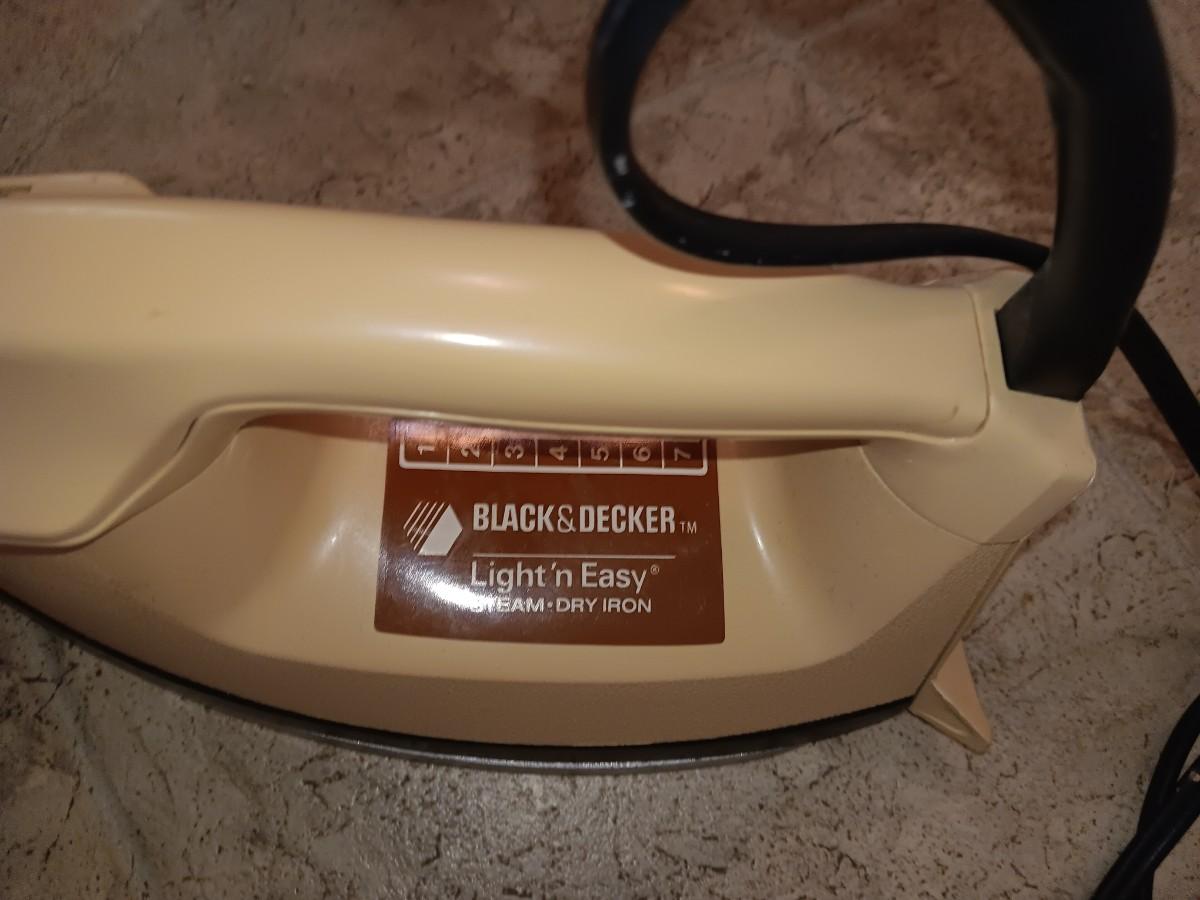 1 2 3 4 5 6 7
BLACK&DECKER™
Light'n Easy®
STEAM·DRY IRON